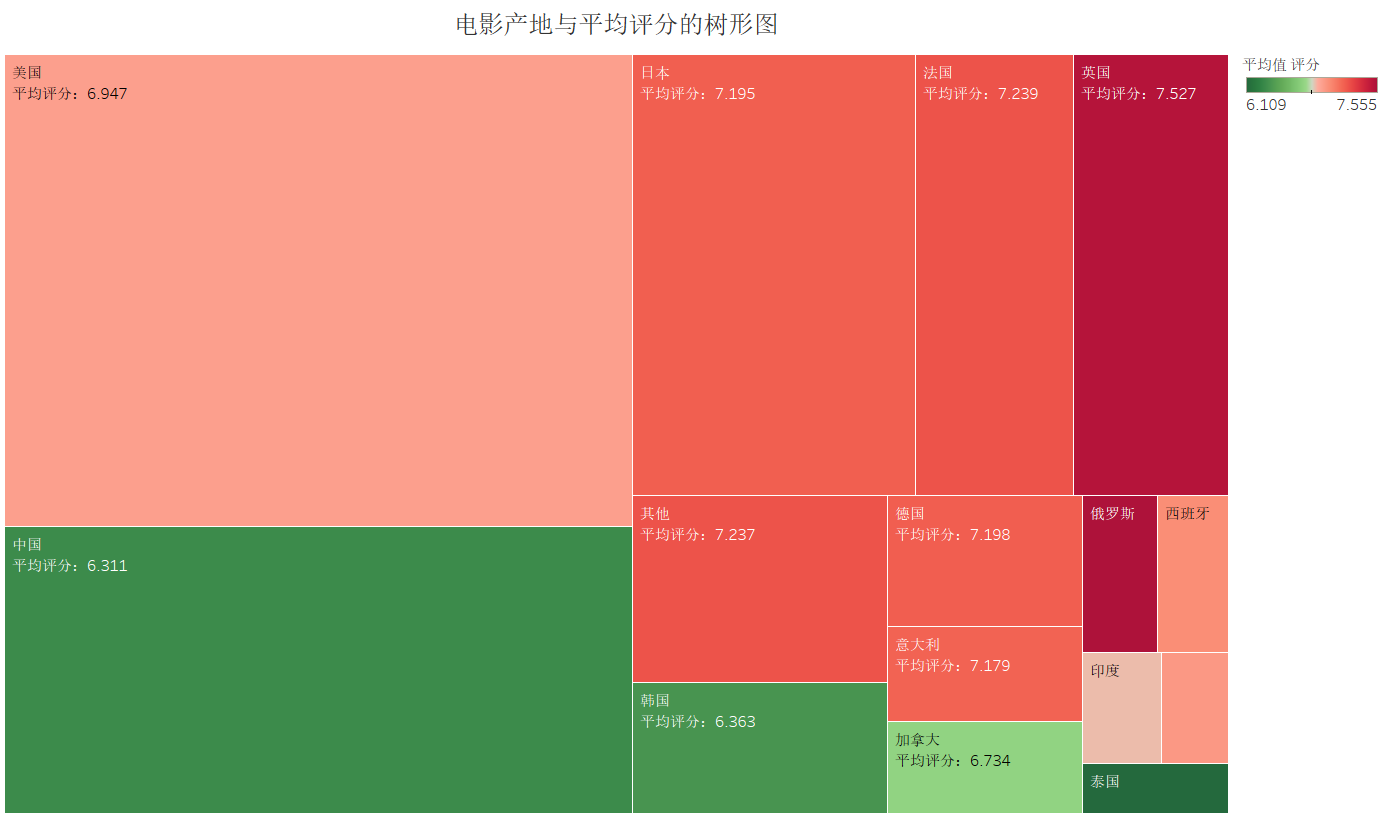 电影产地与平均评分的树形图
美国
平均评分: 6.947
日本
平均评分: 7.195
法国
平均评分: 7.239
英国
平均评分: 7.527
平均值 评分
6.109 7.555
其他
平均评分: 7.237
德国
平均评分: 7.198
俄罗斯
西班牙
中国
平均评分: 6.311
意大利
平均评分: 7.179
印度
韩国
平均评分: 6.363
加拿大
平均评分: 6.734
泰国